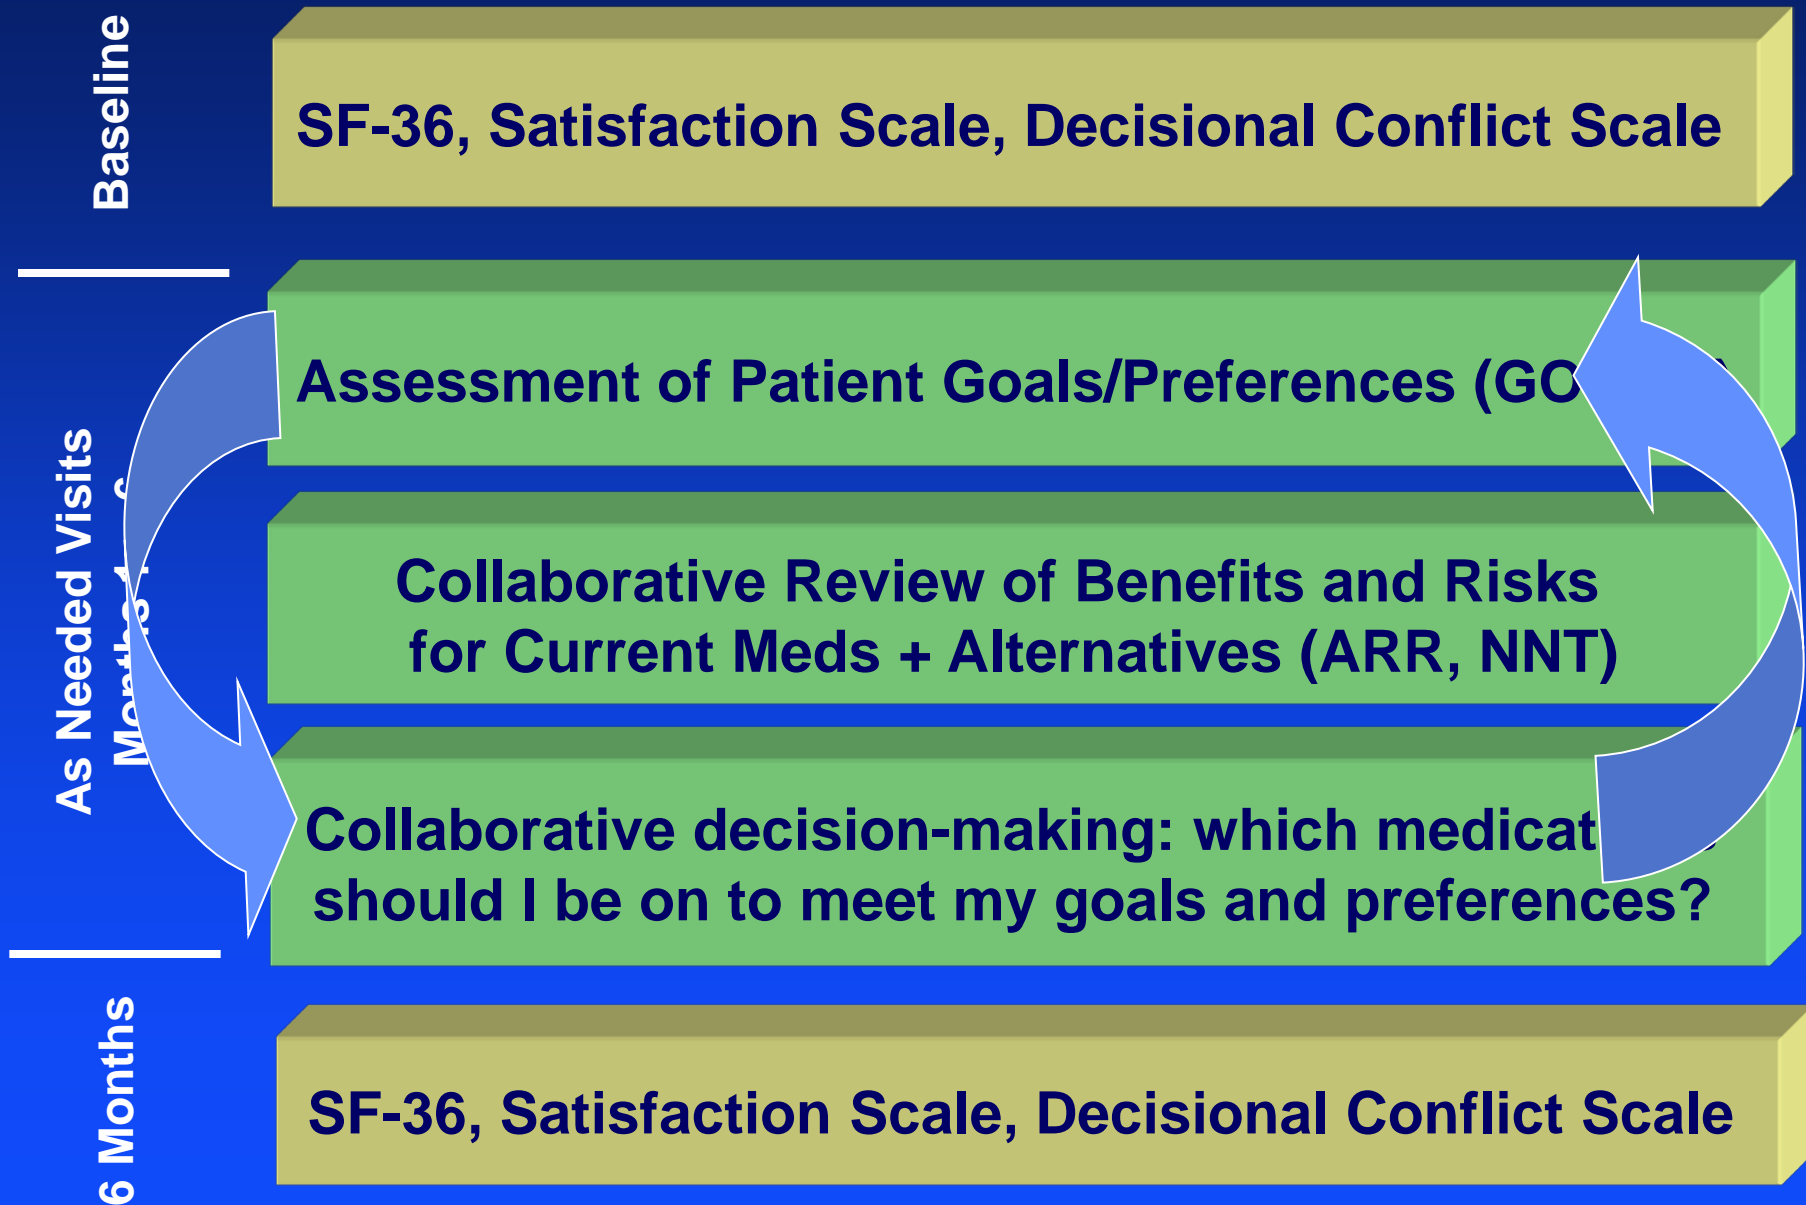 Baseline
SF-36, Satisfaction Scale, Decisional Conflict Scale
As Needed Visits
Months
Assessment of Patient Goals/Preferences
Collaborative Review of Benefits and Risks
for Current Meds + Alternatives (ARR, NNT)
Collaborative decision-making: which
should I be on to meet my goals and preferences?
6 Months
SF-36, Satisfaction Scale, Decisional Conflict Scale